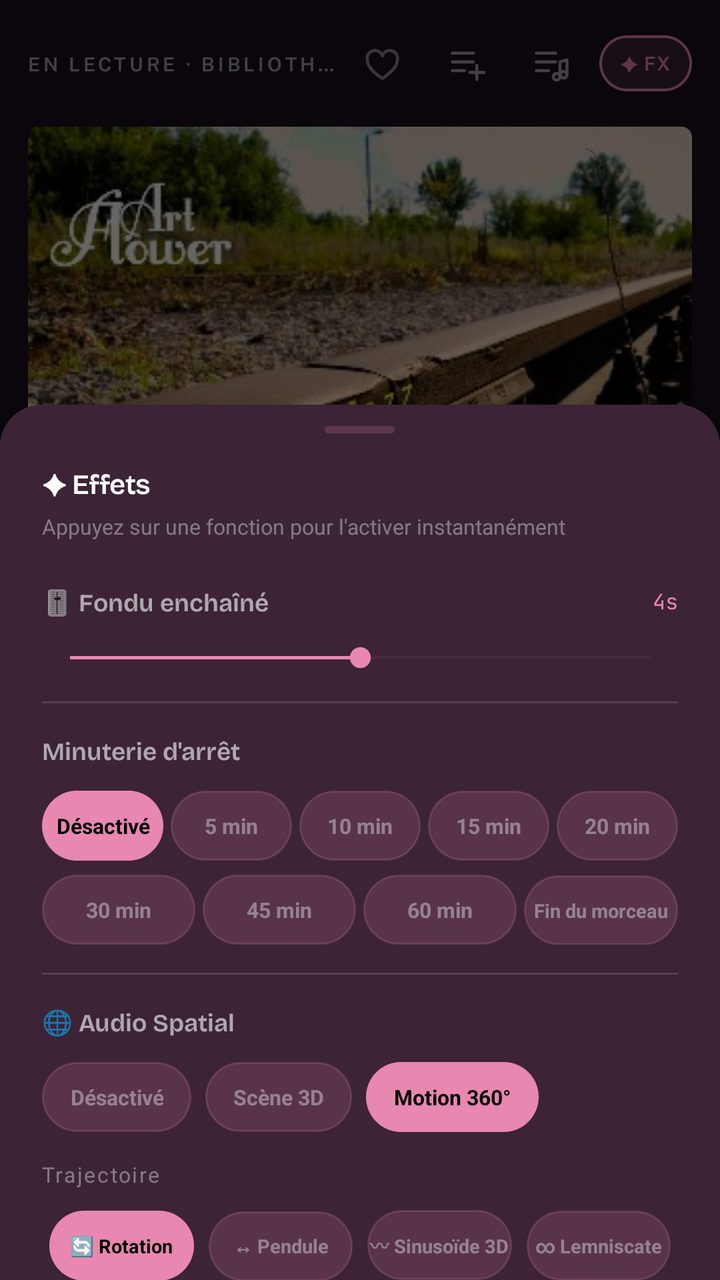 EN LECTURE · BIBLIOTH...
✦ FX
Art
Flower
✦ Effets
Appuyez sur une fonction pour l'activer instantanément
🎚 Fondu enchaîné
4s
Minuterie d'arrêt
Désactivé 5 min 10 min 15 min 20 min
30 min 45 min 60 min Fin du morceau
🌐 Audio Spatial
Désactivé Scène 3D Motion 360°
Trajectoire
🔄 Rotation ↔ Pendule 〰 Sinusoïde 3D ∞ Lemniscate